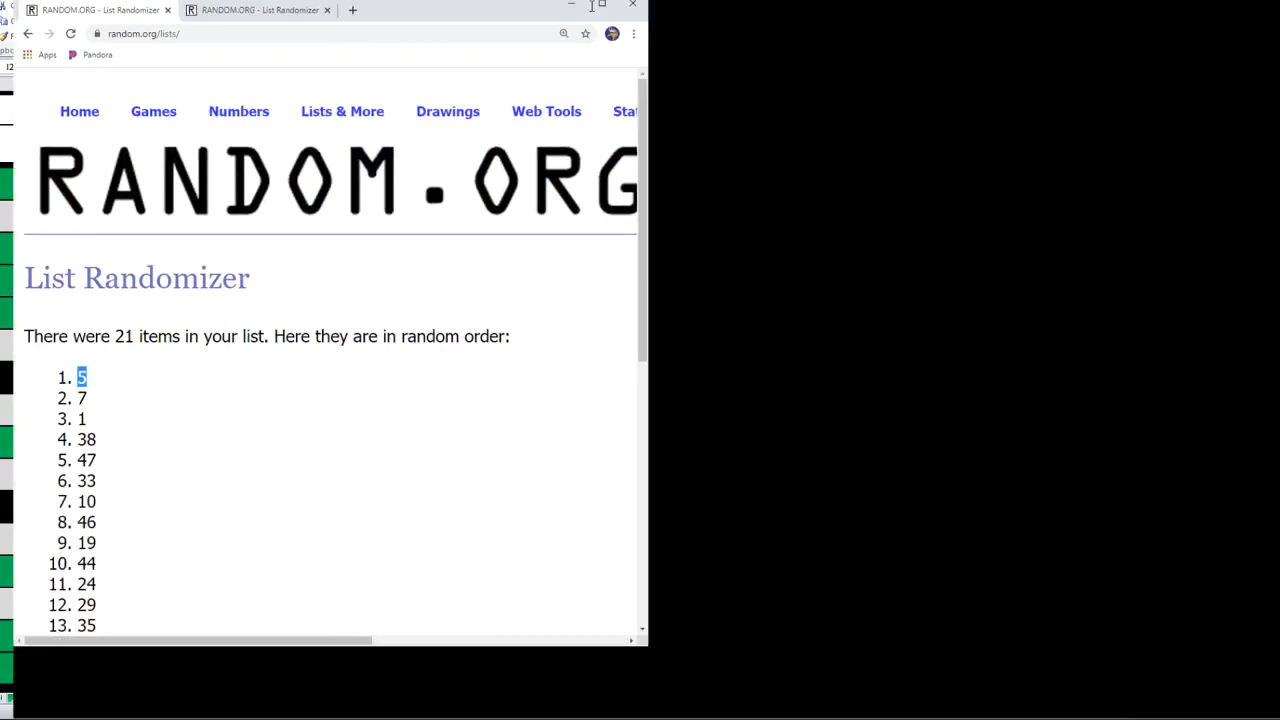 RANDOM.ORG - List Randomizer
RANDOM.ORG - List Randomizer
random.org/lists/
Apps
Pandora
Home Games Numbers Lists & More Drawings Web Tools Sta
RANDOM.ORG
List Randomizer
There were 21 items in your list. Here they are in random order:
1. 5
2. 7
3. 1
4. 38
5. 47
6. 33
7. 10
8. 46
9. 19
10. 44
11. 24
12. 29
13. 35